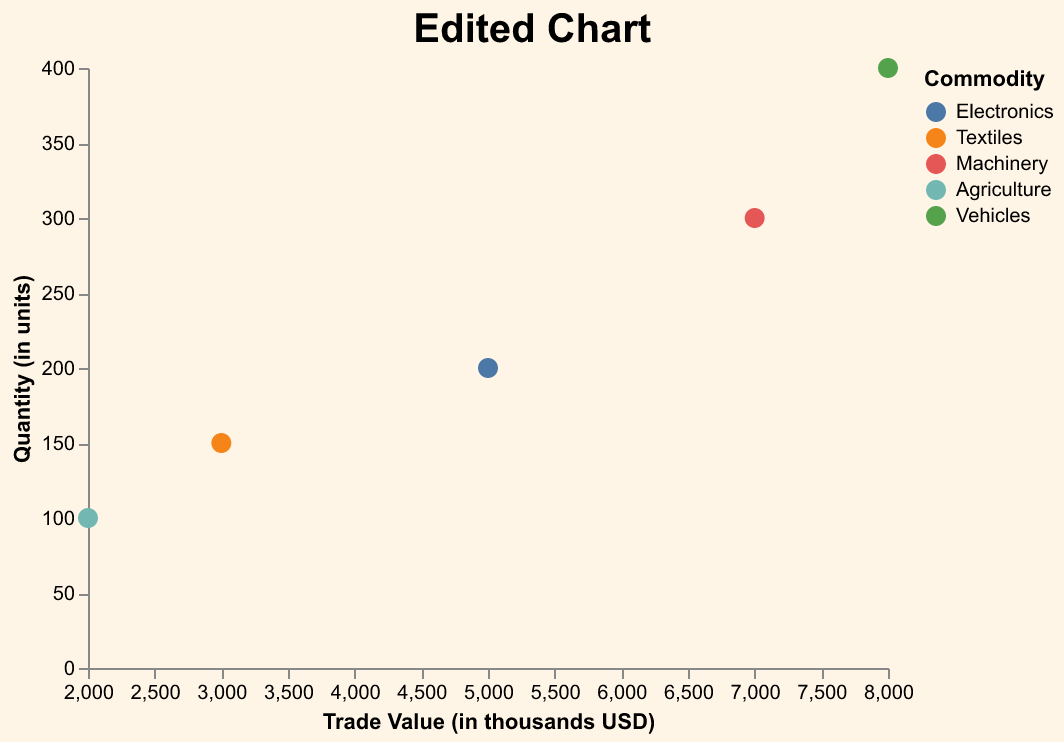 Edited Chart
400
350
300
250
200
150
100
50
0
Quantity (in units)
2,000 2,500 3,000 3,500 4,000 4,500 5,000 5,500 6,000 6,500 7,000 7,500 8,000
Trade Value (in thousands USD)
Commodity
Electronics
Textiles
Machinery
Agriculture
Vehicles